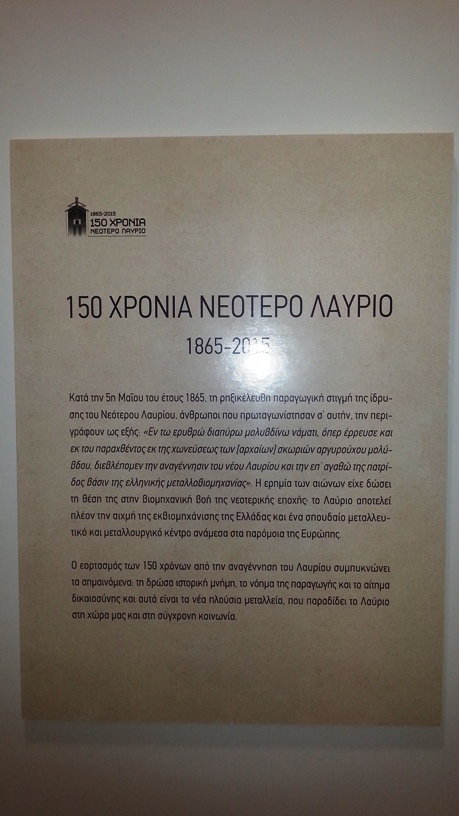 1865-2015
150 ΧΡΟΝΙΑ
ΝΕΟΤΕΡΟ ΛΑΥΡΙΟ
150 ΧΡΟΝΙΑ ΝΕΟΤΕΡΟ ΛΑΥΡΙΟ
1865-2015
Κατά την 5η Μαΐου του έτους 1865, τη ρηξικέλευθη παραγωγική στιγμή της ίδρυ-
σης του Νεότερου Λαυρίου, άνθρωποι που πρωταγωνίστησαν σ' αυτήν, την περι-
γράφουν ως εξής: «Εν τω ερυθρώ διαπύρω μολυβδίνω νάματι, όπερ έρρευσε και
εκ του παραχθέντος εκ της χωνεύσεως των [αρχαίων] σκωριών αργυρούχου μολύ-
βδου, διεβλέπομεν την αναγέννησιν του νέου Λαυρίου και την επ' αγαθώ της πατρί-
δος βάσιν της ελληνικής μεταλλοβιομηχανίας». Η ερημία των αιώνων είχε δώσει
τη θέση της στην βιομηχανική βοή της νεοτερικής εποχής· το Λαύριο αποτελεί
πλέον την αιχμή της εκβιομηχάνισης της Ελλάδας και ένα σπουδαίο μεταλλευ-
τικό και μεταλλουργικό κέντρο ανάμεσα στα παρόμοια της Ευρώπης.
Ο εορτασμός των 150 χρόνων από την αναγέννηση του Λαυρίου συμπυκνώνει
τα σημαινόμενα: τη δρώσα ιστορική μνήμη, το νόημα της παραγωγής και το αίτημα
δικαιοσύνης και αυτά είναι τα νέα πλούσια μεταλλεία, που παραδίδει το Λαύριο
στη χώρα μας και στη σύγχρονη κοινωνία.